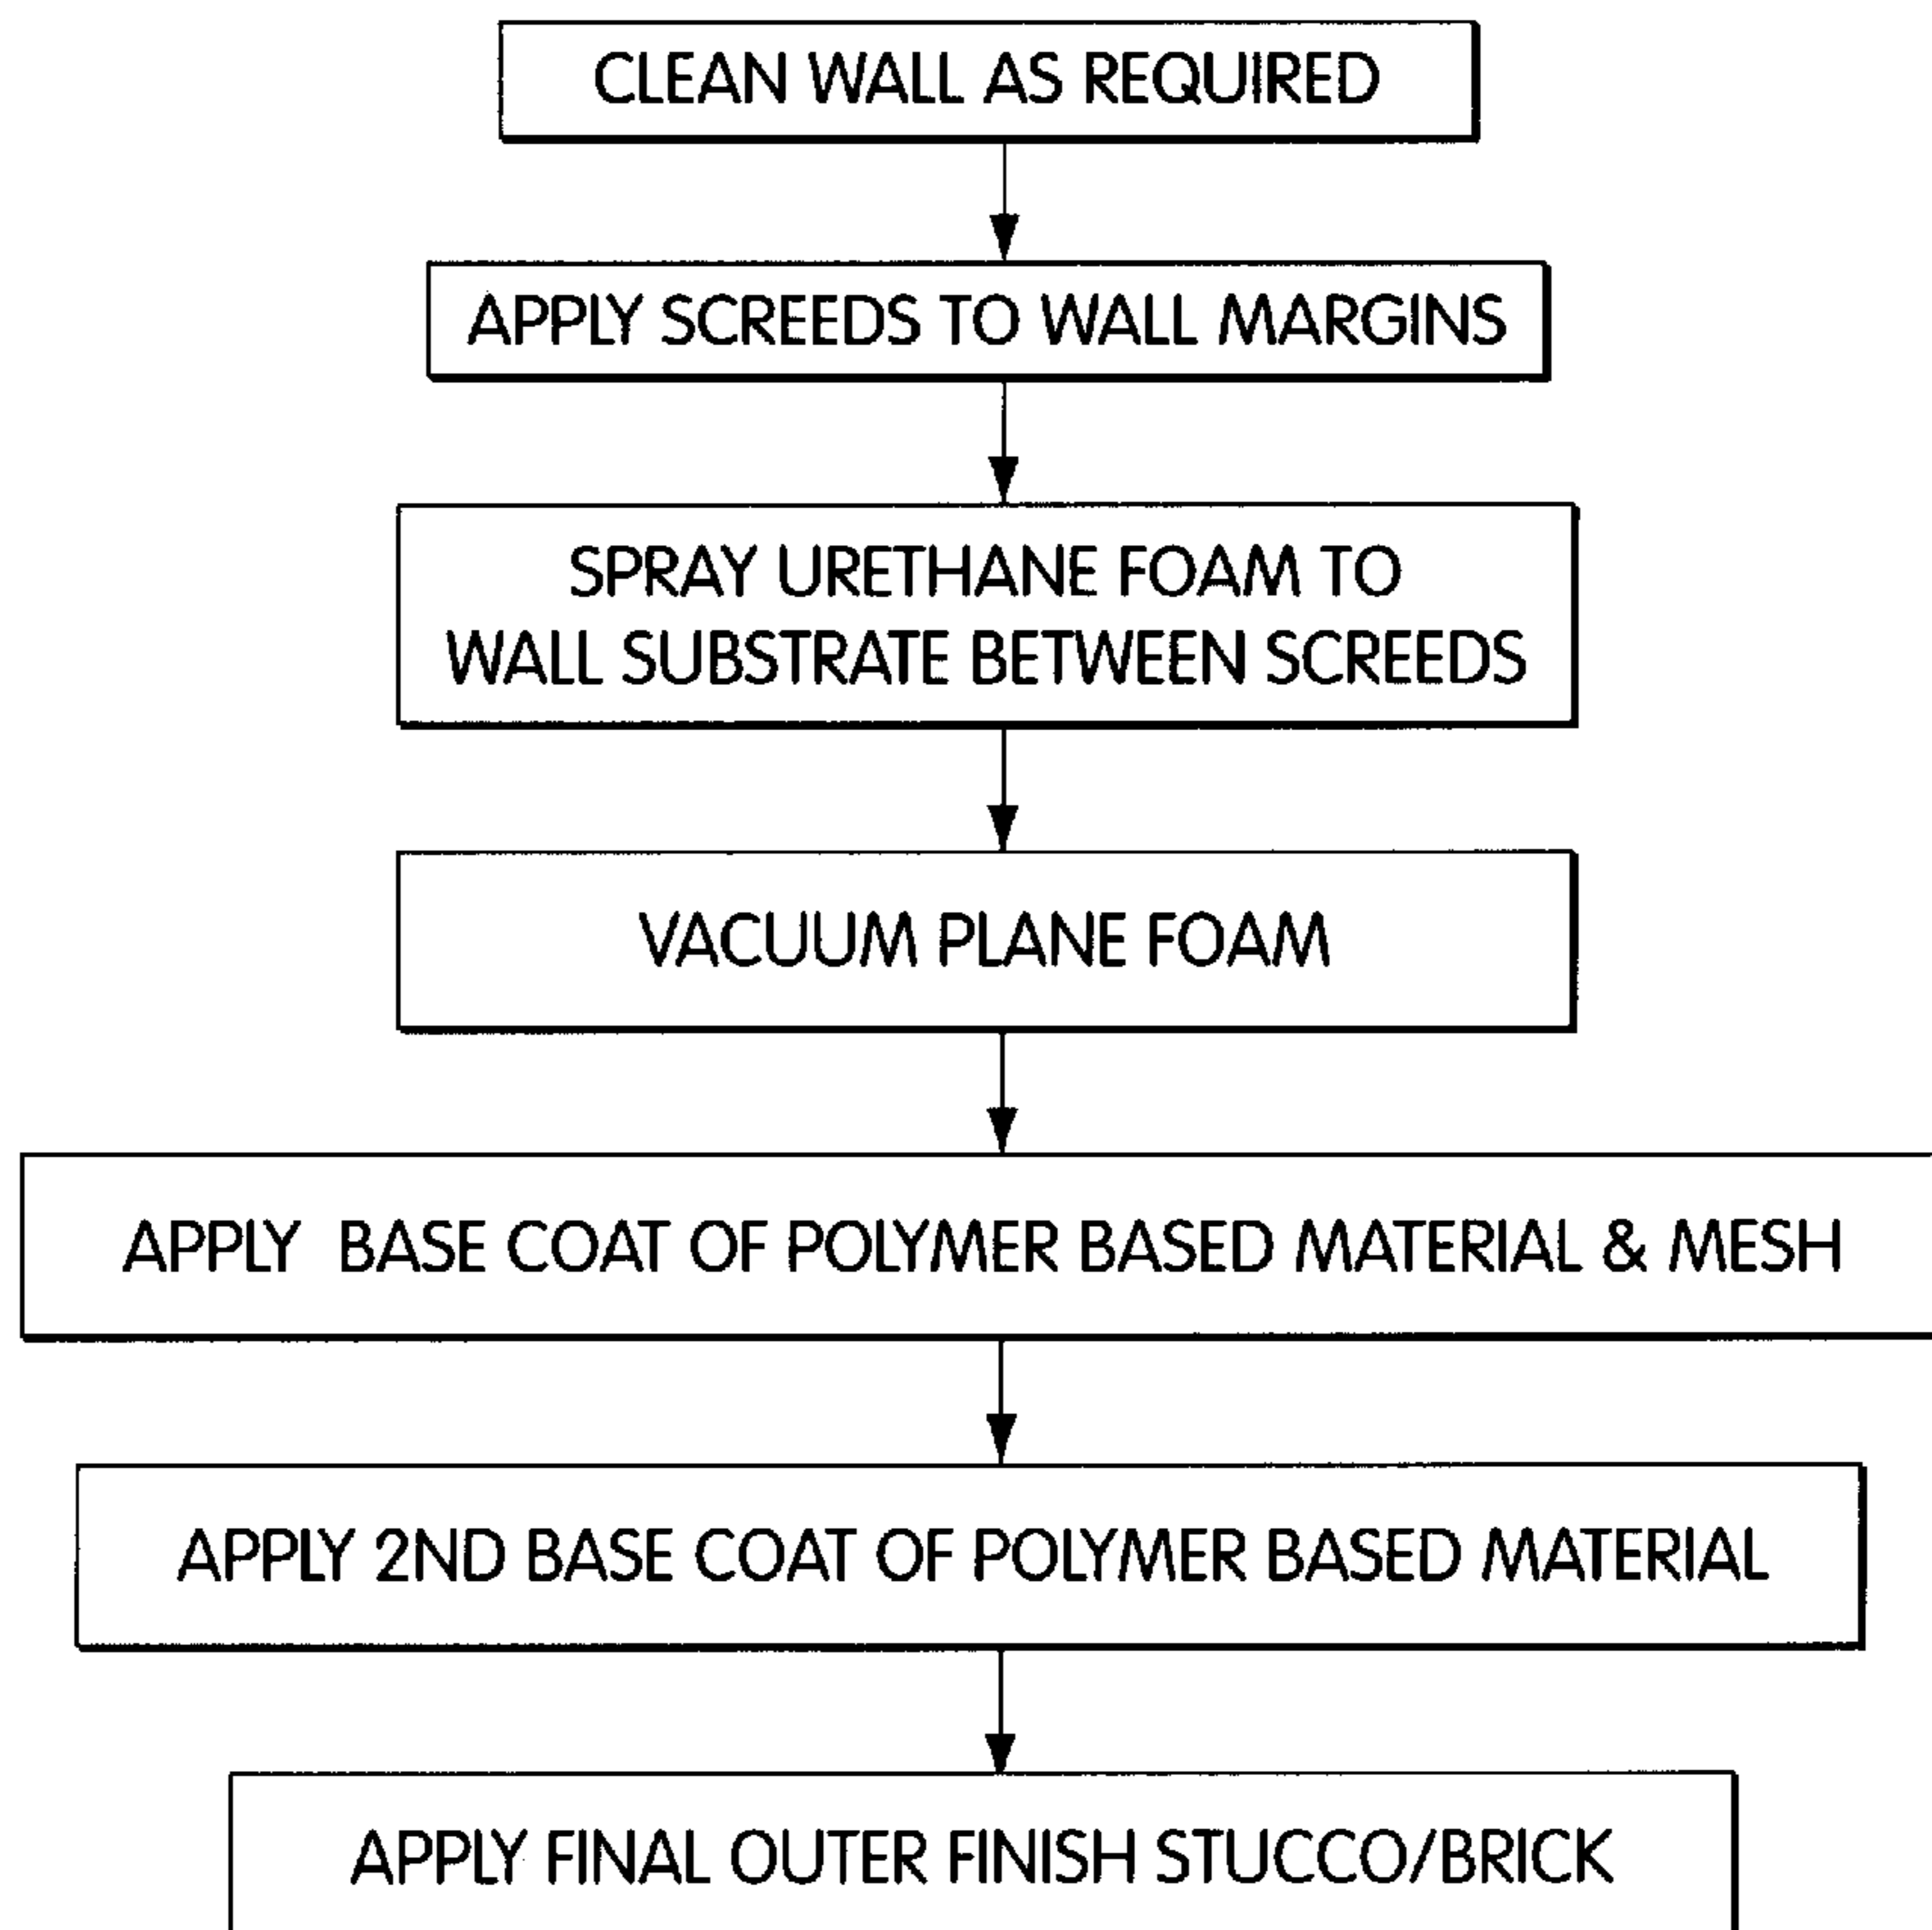 CLEAN WALL AS REQUIRED
APPLY SCREEDS TO WALL MARGINS
SPRAY URETHANE FOAM TO
WALL SUBSTRATE BETWEEN SCREEDS
VACUUM PLANE FOAM
APPLY BASE COAT OF POLYMER BASED MATERIAL & MESH
APPLY 2ND BASE COAT OF POLYMER BASED MATERIAL
APPLY FINAL OUTER FINISH STUCCO/BRICK